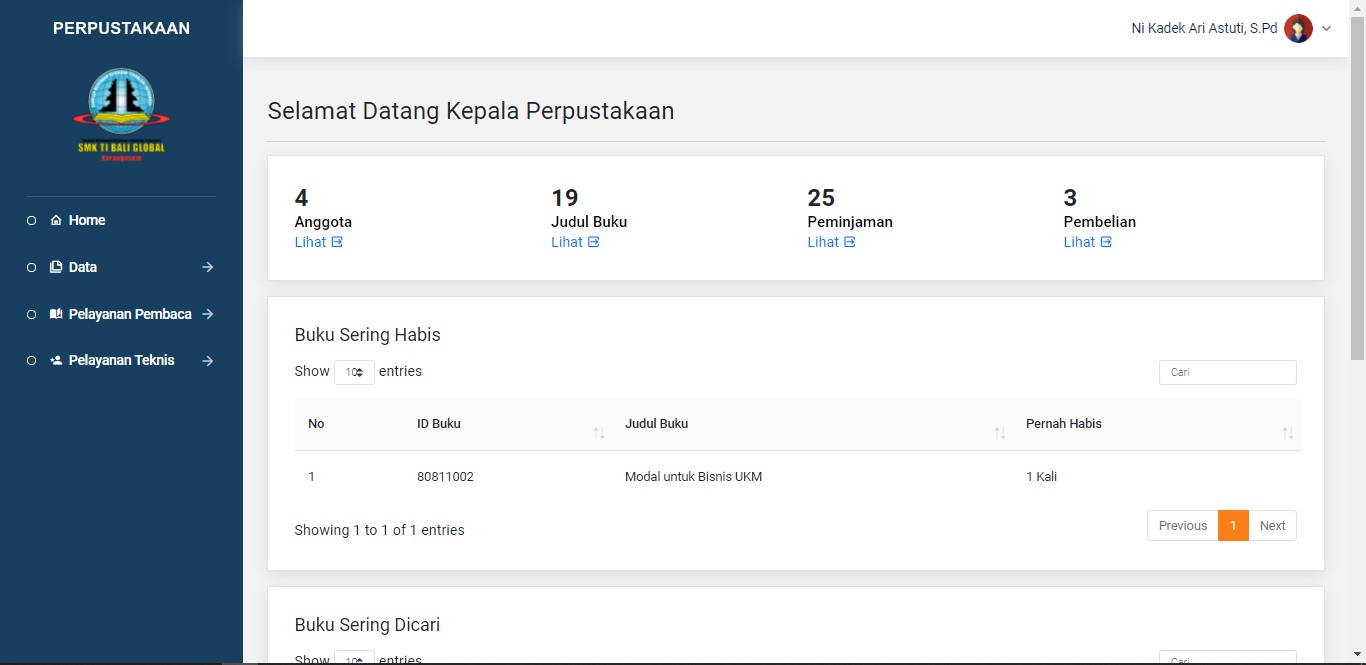 PERPUSTAKAAN
SMK TI BALI GLOBAL
Karangasem
Home
Data
Pelayanan Pembaca
Pelayanan Teknis
Ni Kadek Ari Astuti, S.Pd
Selamat Datang Kepala Perpustakaan
4 19 25 3
Anggota Judul Buku Peminjaman Pembelian
Lihat Lihat Lihat Lihat
Buku Sering Habis
Show 10 entries Cari
No ID Buku Judul Buku Pernah Habis
1 80811002 Modal untuk Bisnis UKM 1 Kali
Showing 1 to 1 of 1 entries Previous 1 Next
Buku Sering Dicari
Show 10 entries Cari